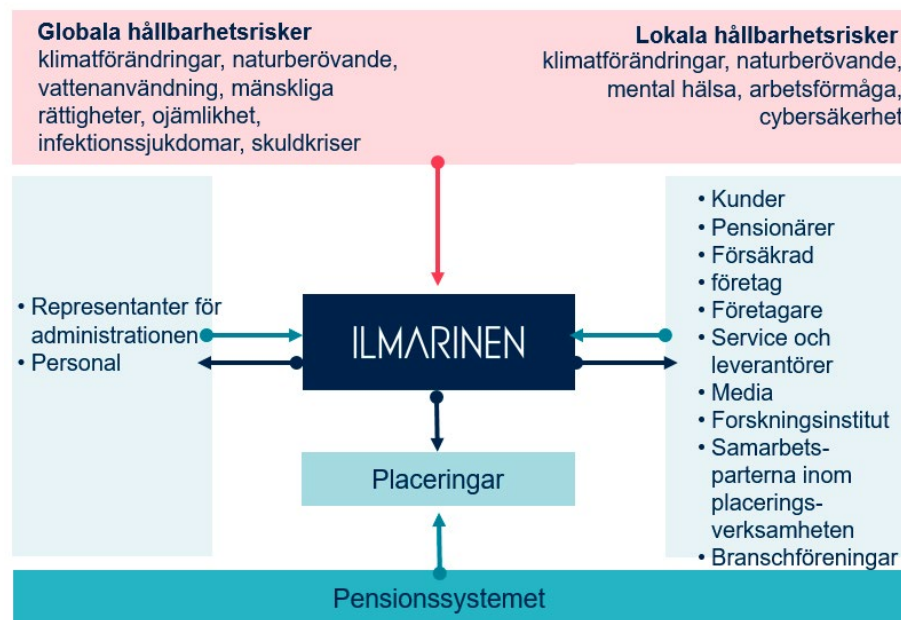 Globala hållbarhetsrisker
klimatförändringar, naturberövande,
vattenanvändning, mänskliga
rättigheter, ojämlikhet,
infektionssjukdomar, skuldkriser
Lokala hållbarhetsrisker
klimatförändringar, naturberövande,
mental hälsa, arbetsförmåga,
cybersäkerhet
• Representanter för
administrationen
• Personal
ILMARINEN
Placeringar
• Kunder
• Pensionärer
• Försäkrad
• företag
• Företagare
• Service och
leverantörer
• Media
• Forskningsinstitut
• Samarbets-
parterna inom
placerings-
verksamheten
• Branschföreningar
Pensionssystemet